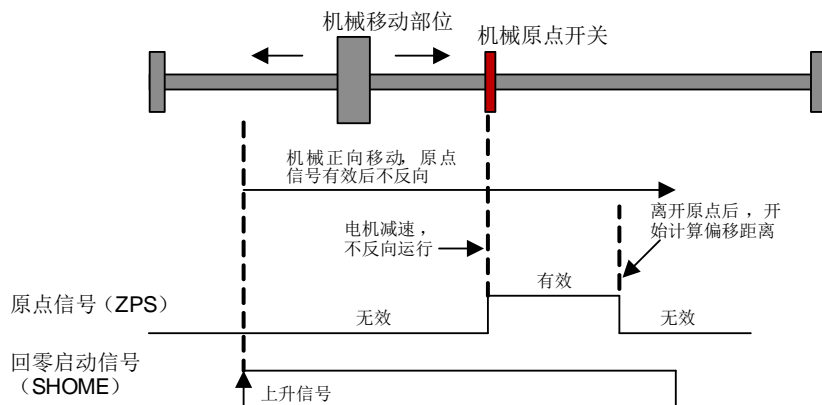 机械移动部位
机械原点开关
机械正向移动，原点
信号有效后不反向
电机减速，
不反向运行
离开原点后，开
始计算偏移距离
有效
原点信号（ZPS）
无效
无效
回零启动信号
（SHOME）
上升信号